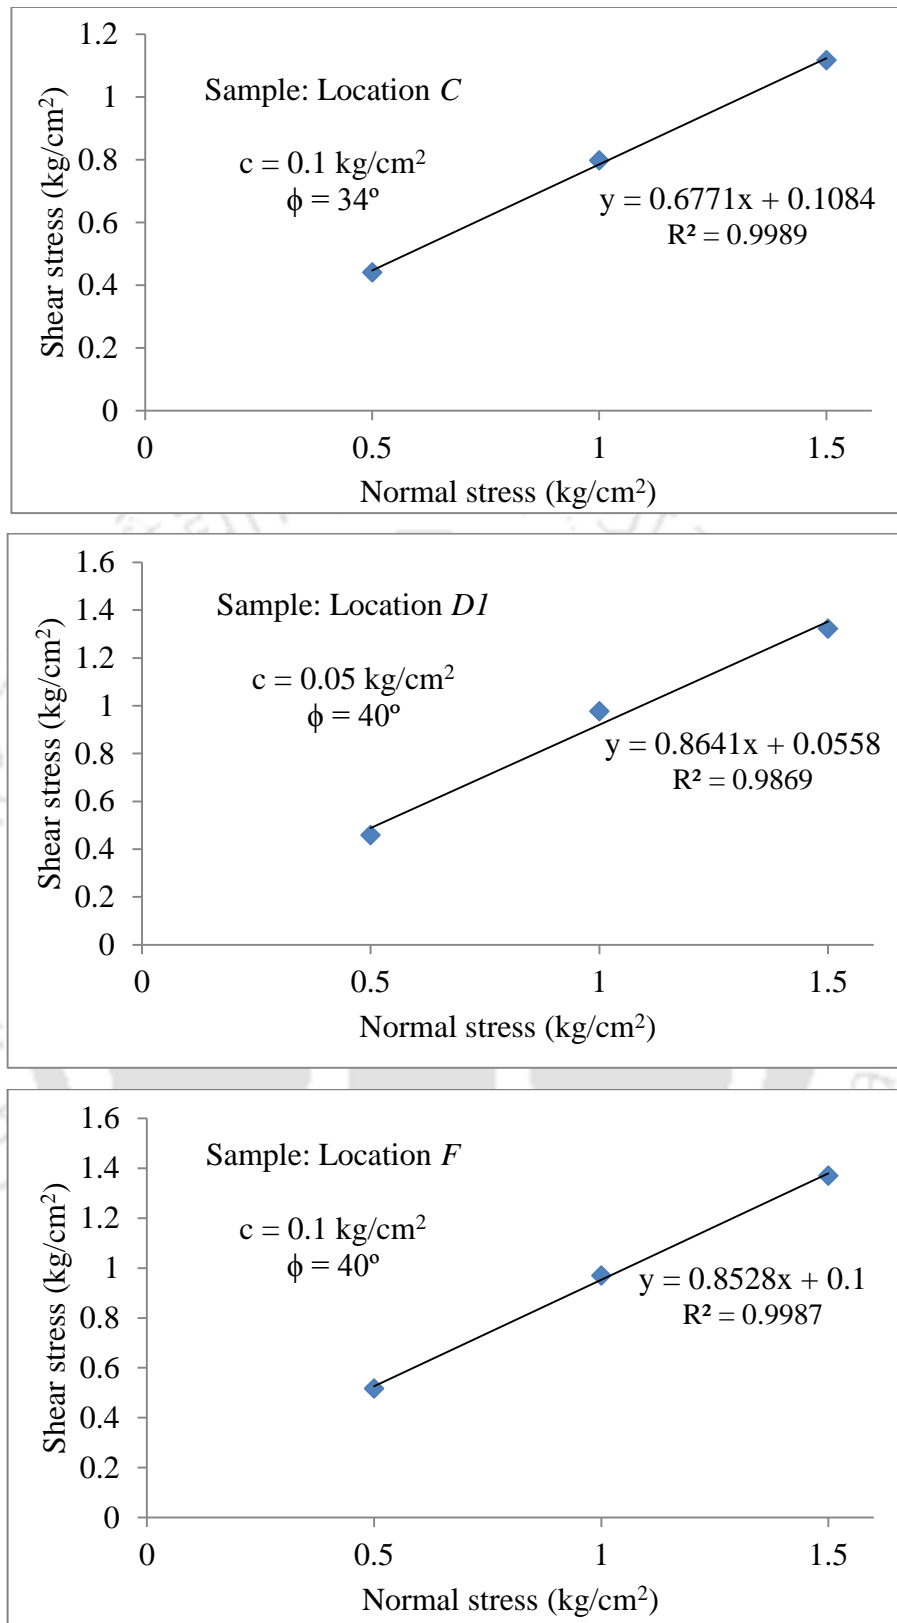 1.2
1
0.8
0.6
0.4
0.2
0
Shear stress (kg/cm²)
Sample: Location C
c = 0.1 kg/cm²
ϕ = 34º
y = 0.6771x + 0.1084
R² = 0.9989
0 0.5 1 1.5
Normal stress (kg/cm²)
1.6
1.4
1.2
1
0.8
0.6
0.4
0.2
0
Shear stress (kg/cm²)
Sample: Location D1
c = 0.05 kg/cm²
ϕ = 40º
y = 0.8641x + 0.0558
R² = 0.9869
0 0.5 1 1.5
Normal stress (kg/cm²)
1.6
1.4
1.2
1
0.8
0.6
0.4
0.2
0
Shear stress (kg/cm²)
Sample: Location F
c = 0.1 kg/cm²
ϕ = 40º
y = 0.8528x + 0.1
R² = 0.9987
0 0.5 1 1.5
Normal stress (kg/cm²)